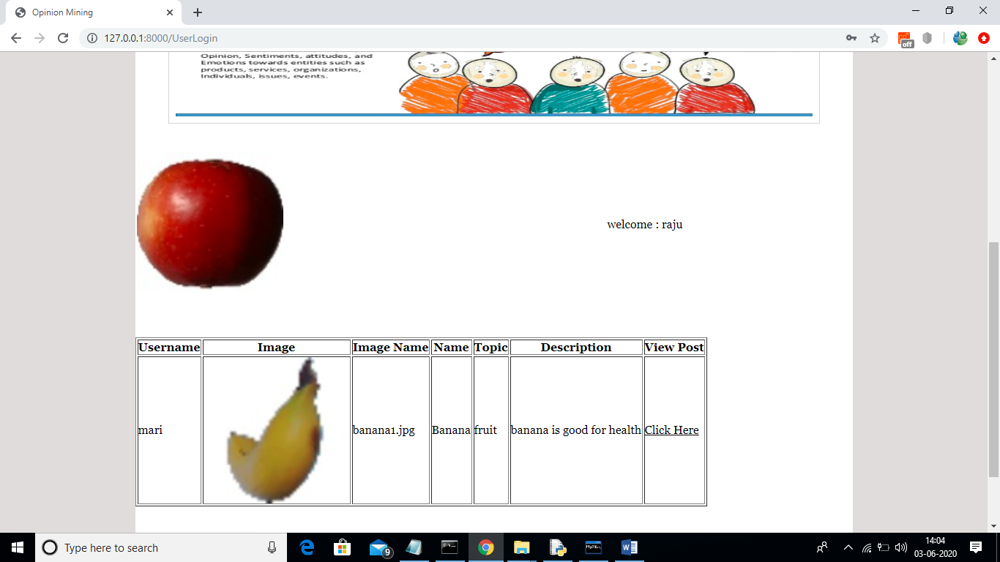 Opinion Mining
127.0.0.1:8000/UserLogin
off
Opinion, Sentiments, attitudes, and
Emotions towards entities such as
products, services, organizations,
Individuals, issues, events.
welcome : raju
Username Image Image Name Name Topic Description View Post
mari banana1.jpg Banana fruit banana is good for health Click Here
Type here to search
9
14:04
03-06-2020